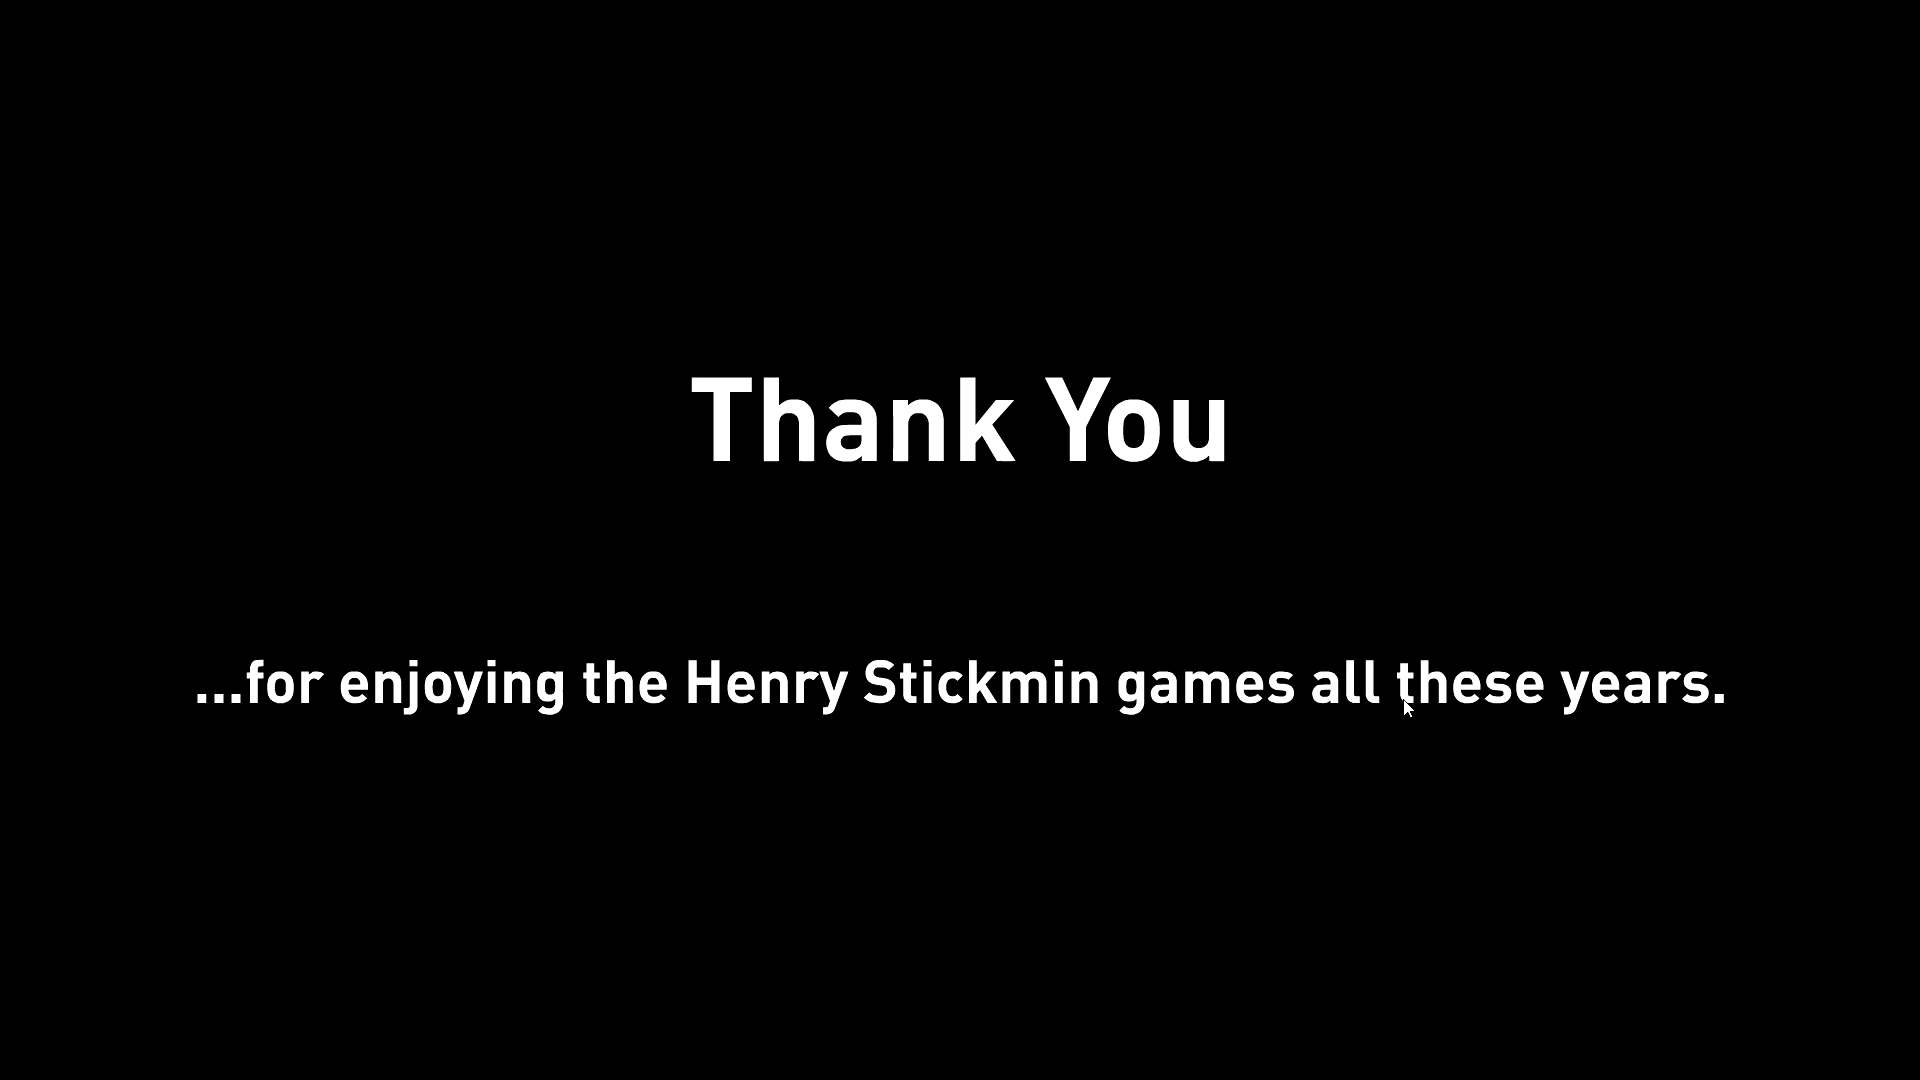 Thank You
...for enjoying the Henry Stickmin games all these years.